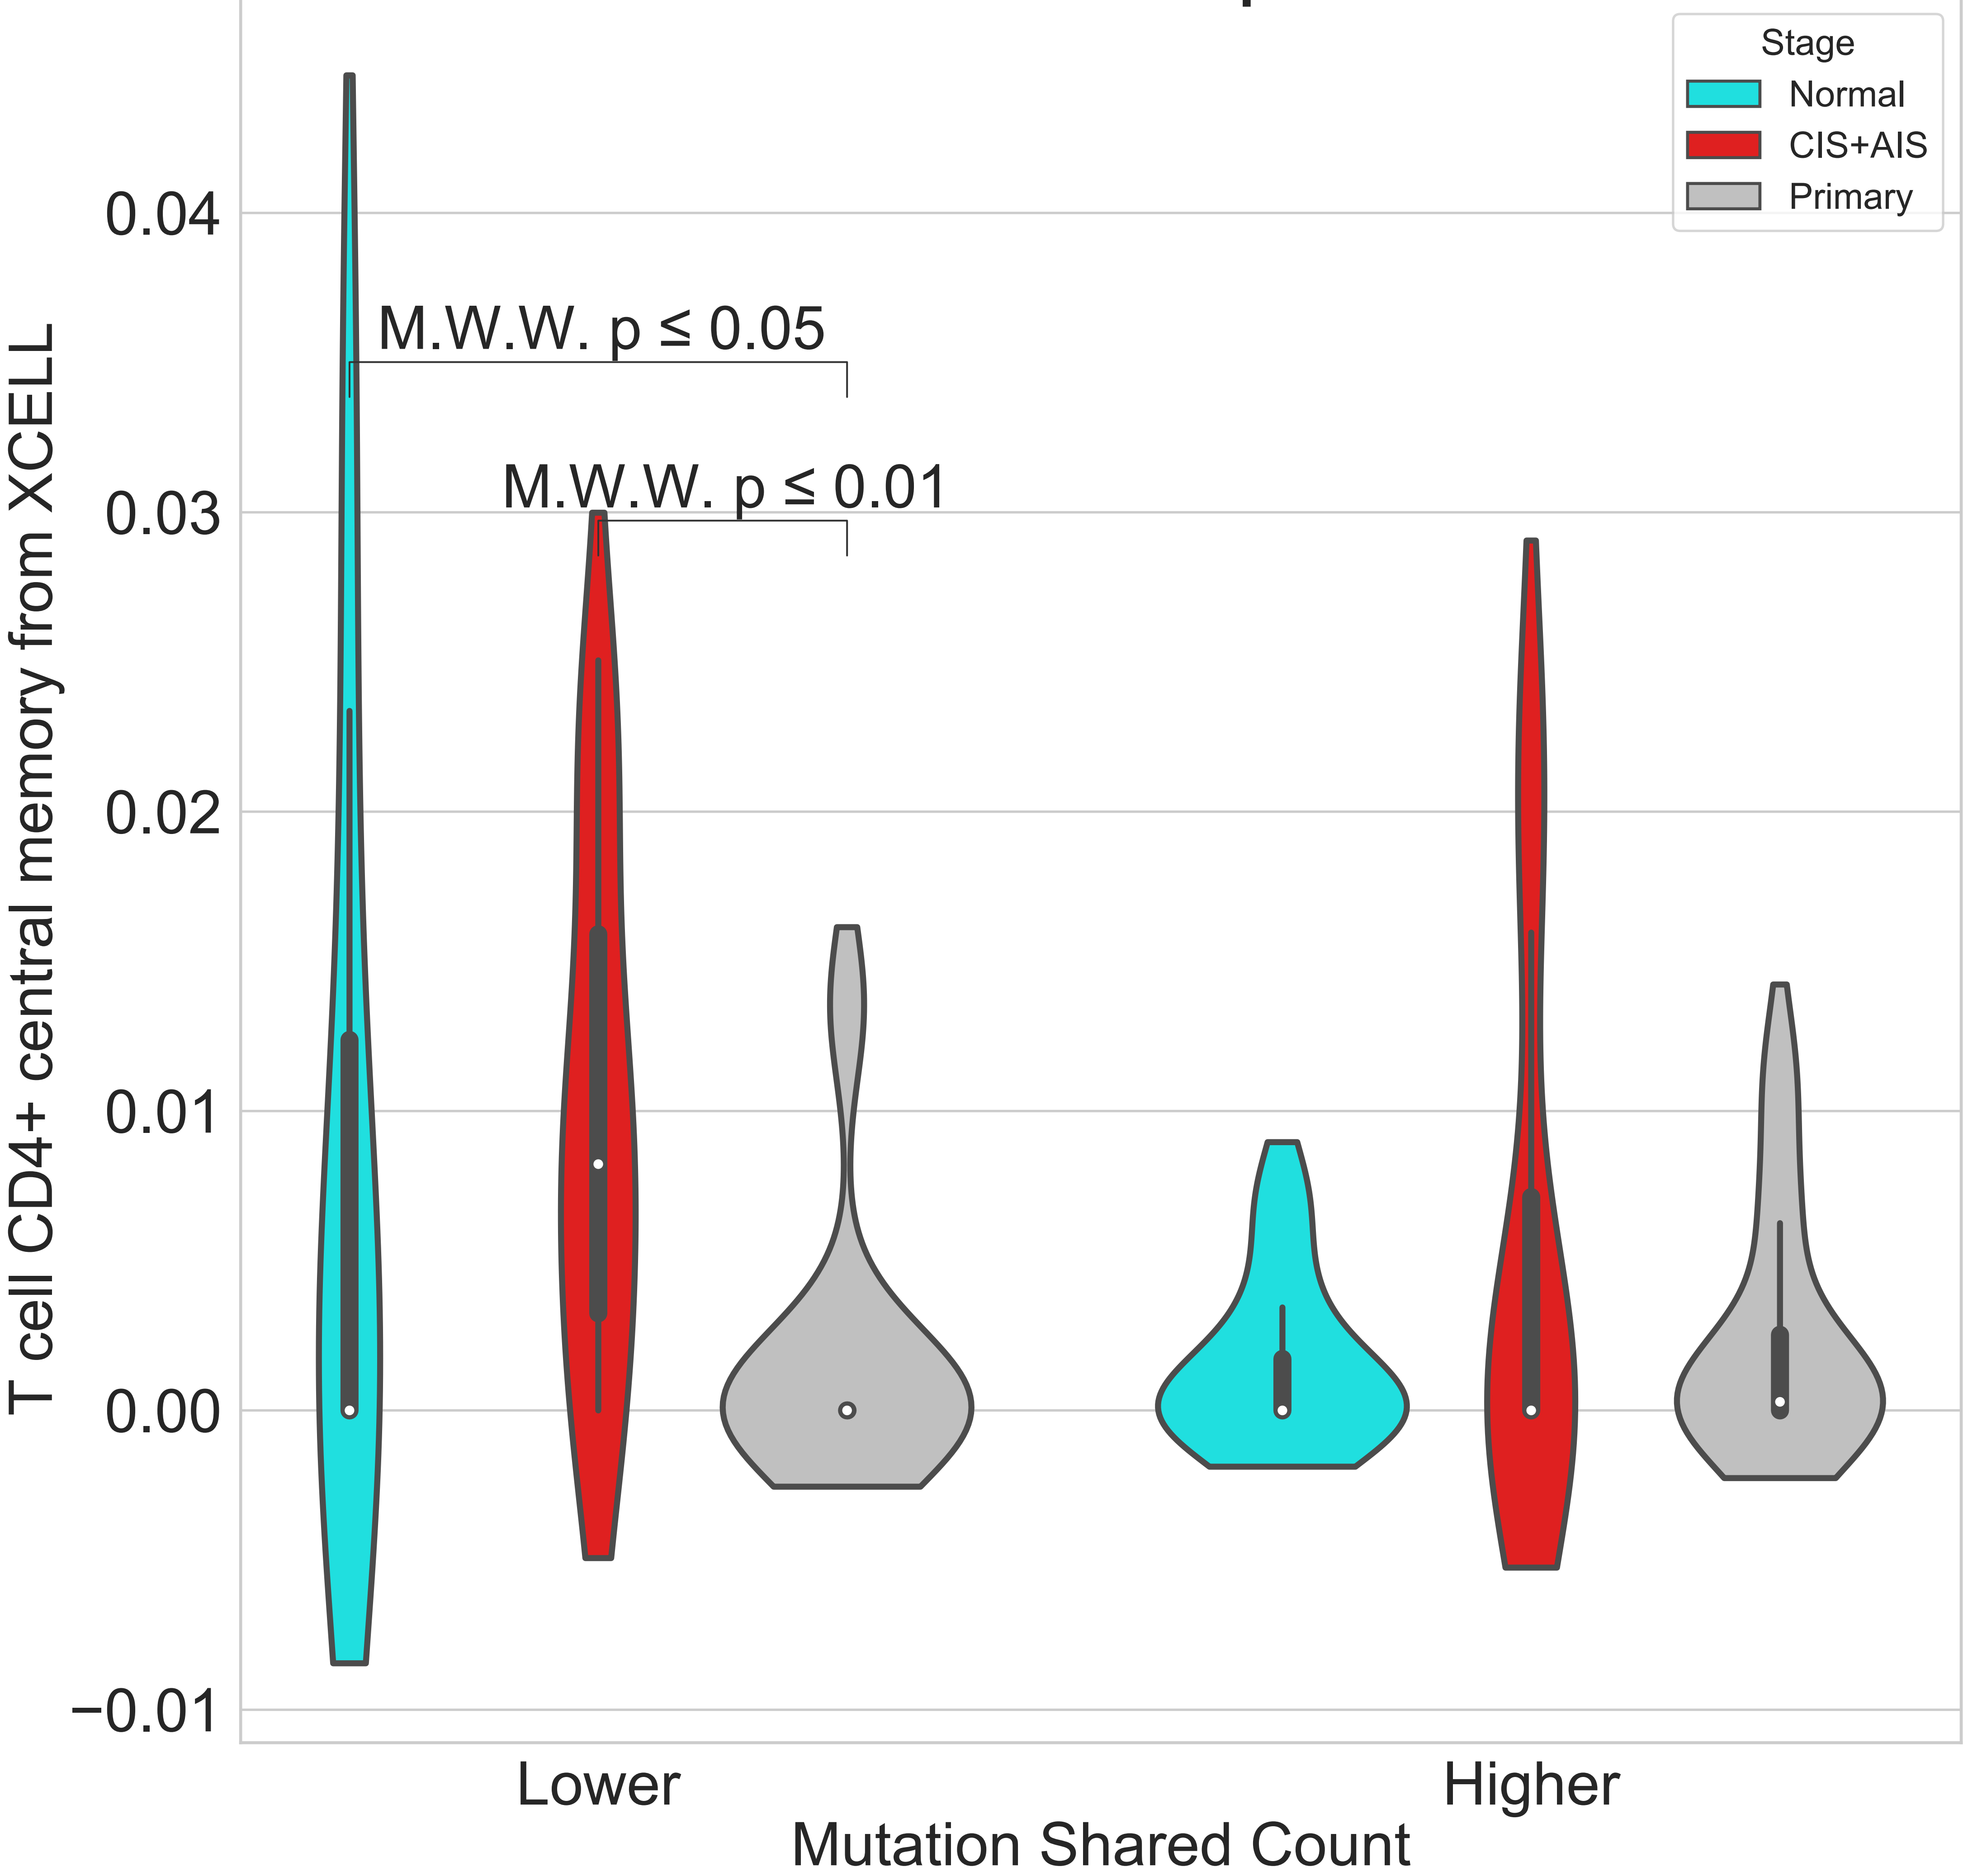 Stage
Normal
CIS+AIS
Primary
T cell CD4+ central memory from XCELL
0.04
0.03
0.02
0.01
0.00
−0.01
M.W.W. p ≤ 0.05
M.W.W. p ≤ 0.01
Lower
Higher
Mutation Shared Count